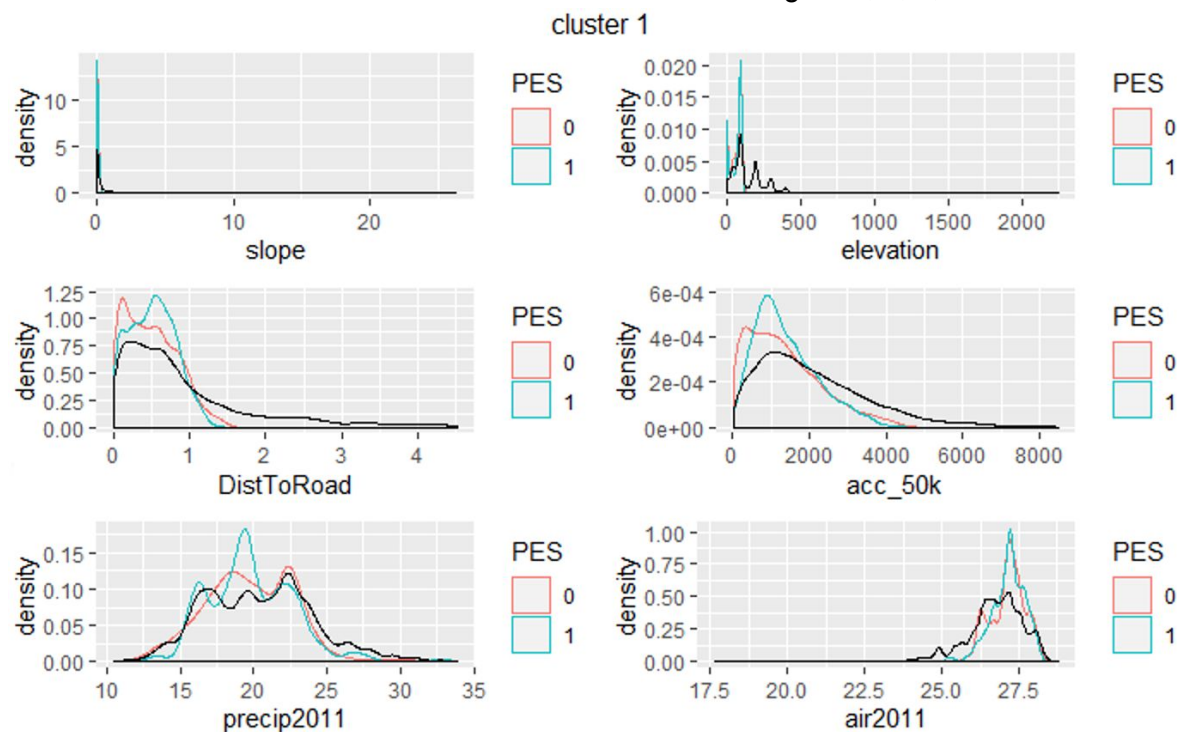 cluster 1
density
10
5
0
0 10 20
slope
PES
0
1
density
0.020
0.015
0.010
0.005
0.000
0 500 1000 1500 2000
elevation
PES
0
1
density
1.25
1.00
0.75
0.50
0.25
0.00
0 1 2 3 4
DistToRoad
PES
0
1
density
6e-04
4e-04
2e-04
0e+00
0 2000 4000 6000 8000
acc_50k
PES
0
1
density
0.15
0.10
0.05
0.00
10 15 20 25 30 35
precip2011
PES
0
1
density
1.00
0.75
0.50
0.25
0.00
17.5 20.0 22.5 25.0 27.5
air2011
PES
0
1